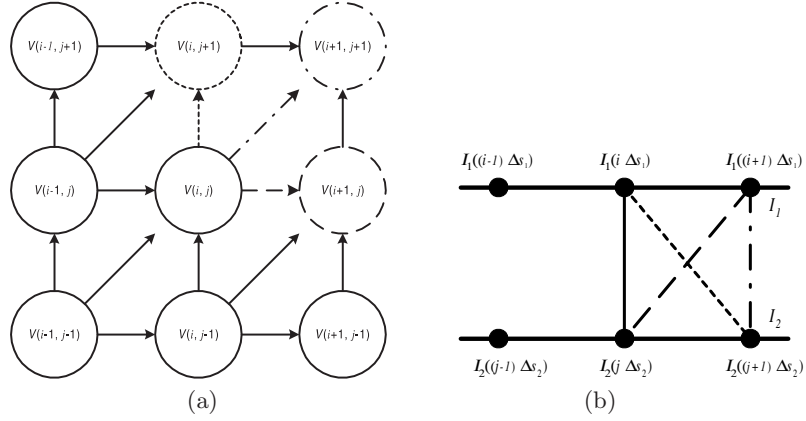 V(i-1, j+1) V(i, j+1) V(i+1, j+1)
V(i-1, j) V(i, j) V(i+1, j)
V(i-1, j-1) V(i, j-1) V(i+1, j-1)
(a)
I₁((i-1) Δs₁) I₁(i Δs₁) I₁((i+1) Δs₁)
I₁
I₂
I₂((j-1) Δs₂) I₂(j Δs₂) I₂((j+1) Δs₂)
(b)